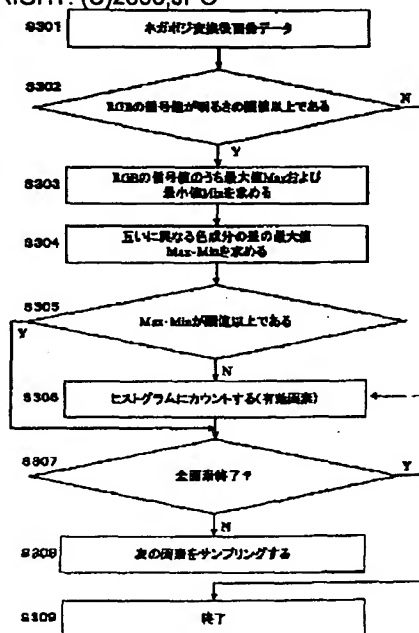 RIGHT: (C)2006,JPO
S301 ネガポジ変換後画像データ
S302 RGBの信号値が明るさの閾値以上である N
Y
S303 RGBの信号値のうち最大値Maxおよび
最小値Minを求める
S304 互いに異なる色成分の差の最大値
Max-Minを求める
S305
Y Max-Minが閾値以上である
N
S306 ヒストグラムにカウントする(有効画素)
S307 全画素終了? Y
N
S308 次の画素をサンプリングする
S309 終了